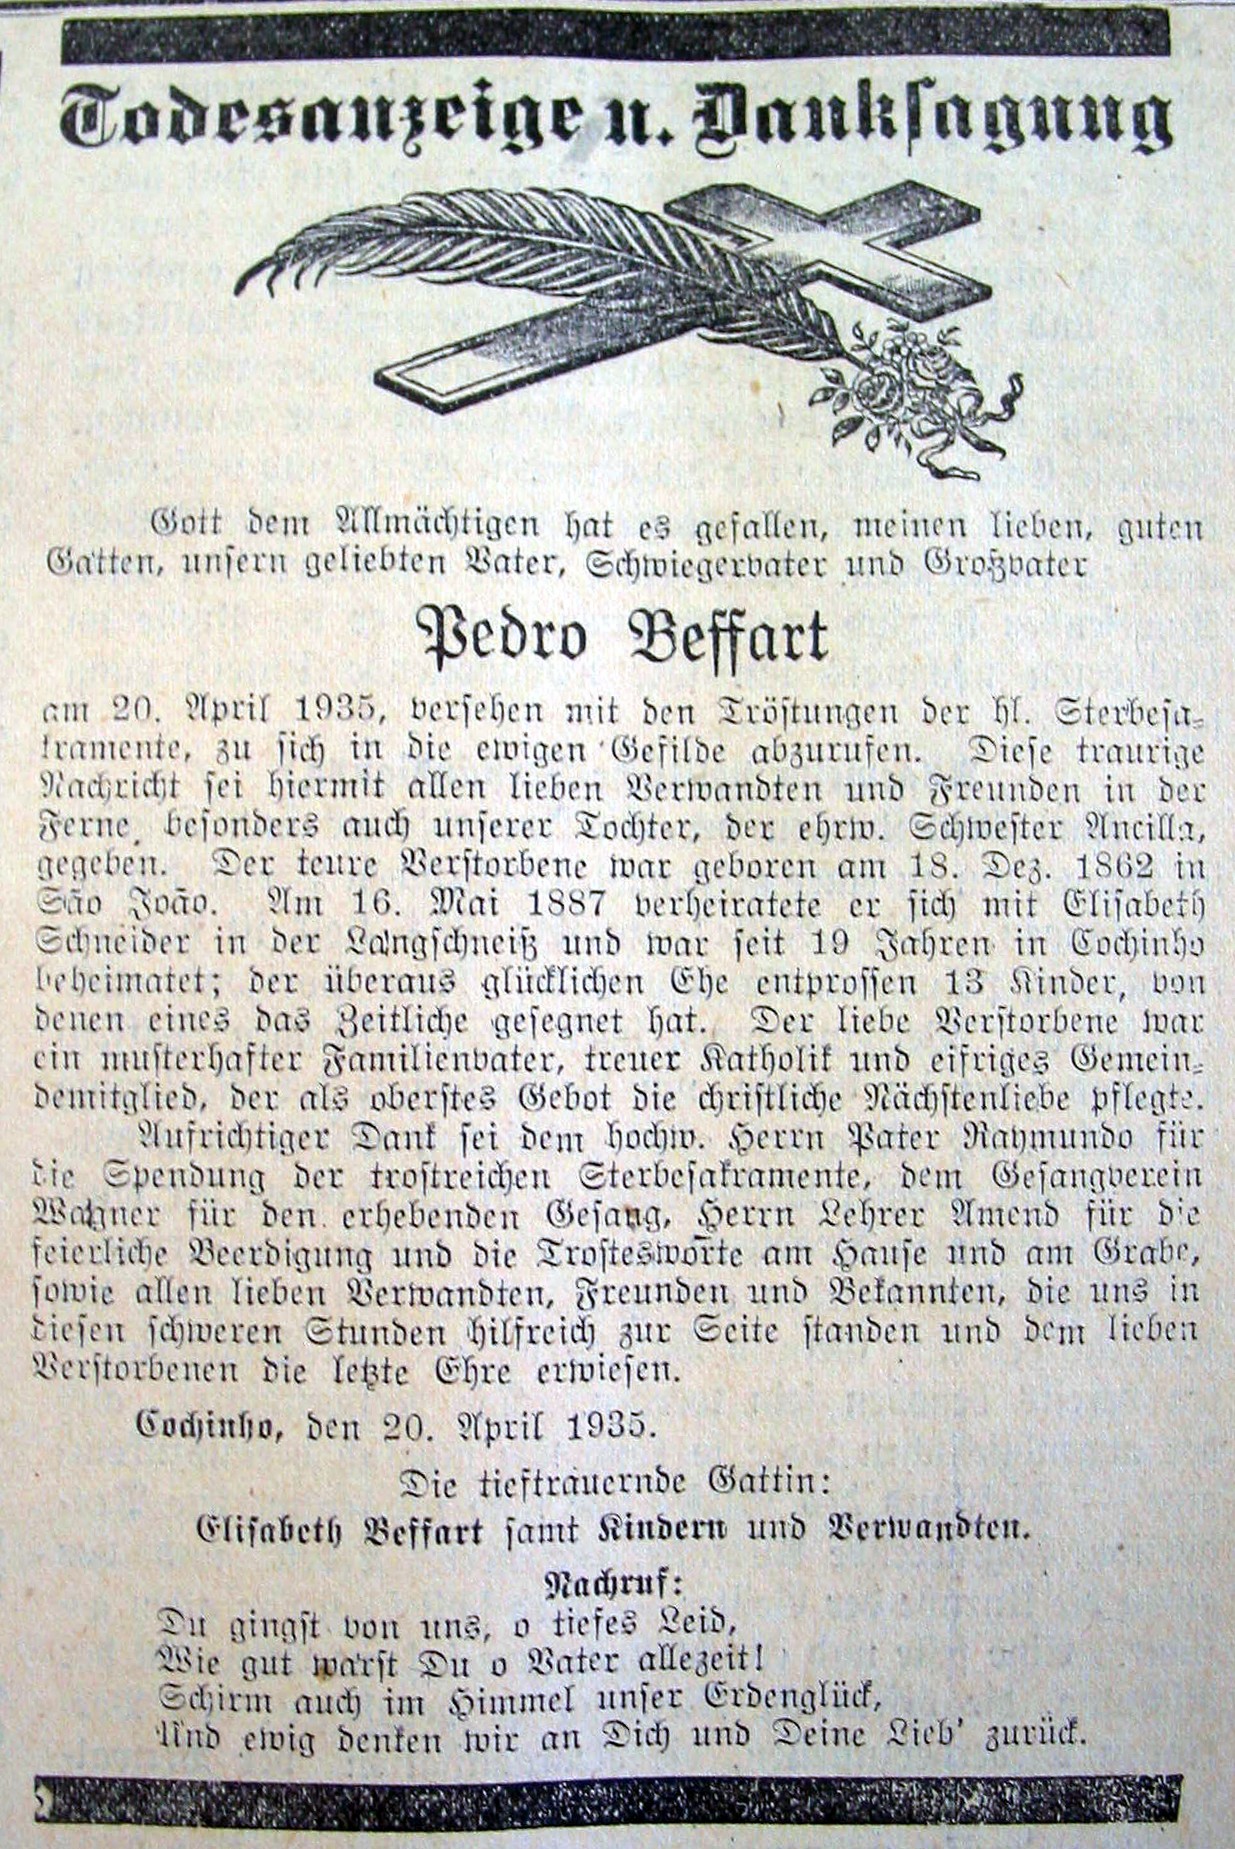 Todesanzeige u. Danksagung
Gott dem Allmächtigen hat es gefallen, meinen lieben, guten
Gatten, unsern geliebten Vater, Schwiegervater und Großvater
Pedro Beffart
am 20. April 1935, versehen mit den Tröstungen der hl. Sterbesa-
kramente, zu sich in die ewigen Gefilde abzurufen. Diese traurige
Nachricht sei hiermit allen lieben Verwandten und Freunden in der
Ferne, besonders auch unserer Tochter, der ehrw. Schwester Ancilla,
gegeben. Der teure Verstorbene war geboren am 18. Dez. 1862 in
São João. Am 16. Mai 1887 verheiratete er sich mit Elisabeth
Schneider in der Langschneiß und war seit 19 Jahren in Cochinho
beheimatet; der überaus glücklichen Ehe entprossen 13 Kinder, von
denen eines das Zeitliche gesegnet hat. Der liebe Verstorbene war
ein musterhafter Familienvater, treuer Katholik und eifriges Gemein-
demitglied, der als oberstes Gebot die christliche Nächstenliebe pflegte.
Aufrichtiger Dank sei dem hochw. Herrn Pater Raymundo für
die Spendung der trostreichen Sterbesakramente, dem Gesangverein
Wagner für den erhebenden Gesang, Herrn Lehrer Amend für die
feierliche Beerdigung und die Trostesworte am Hause und am Grabe,
sowie allen lieben Verwandten, Freunden und Bekannten, die uns in
diesen schweren Stunden hilfreich zur Seite standen und dem lieben
Verstorbenen die letzte Ehre erwiesen.
Cochinho, den 20. April 1935.
Die tieftrauernde Gattin:
Elisabeth Beffart samt Kindern und Verwandten.
Nachruf:
Du gingst von uns, o tiefes Leid,
Wie gut warst Du o Vater allezeit!
Schirm auch im Himmel unser Erdenglück,
Und ewig denken wir an Dich und Deine Lieb' zurück.